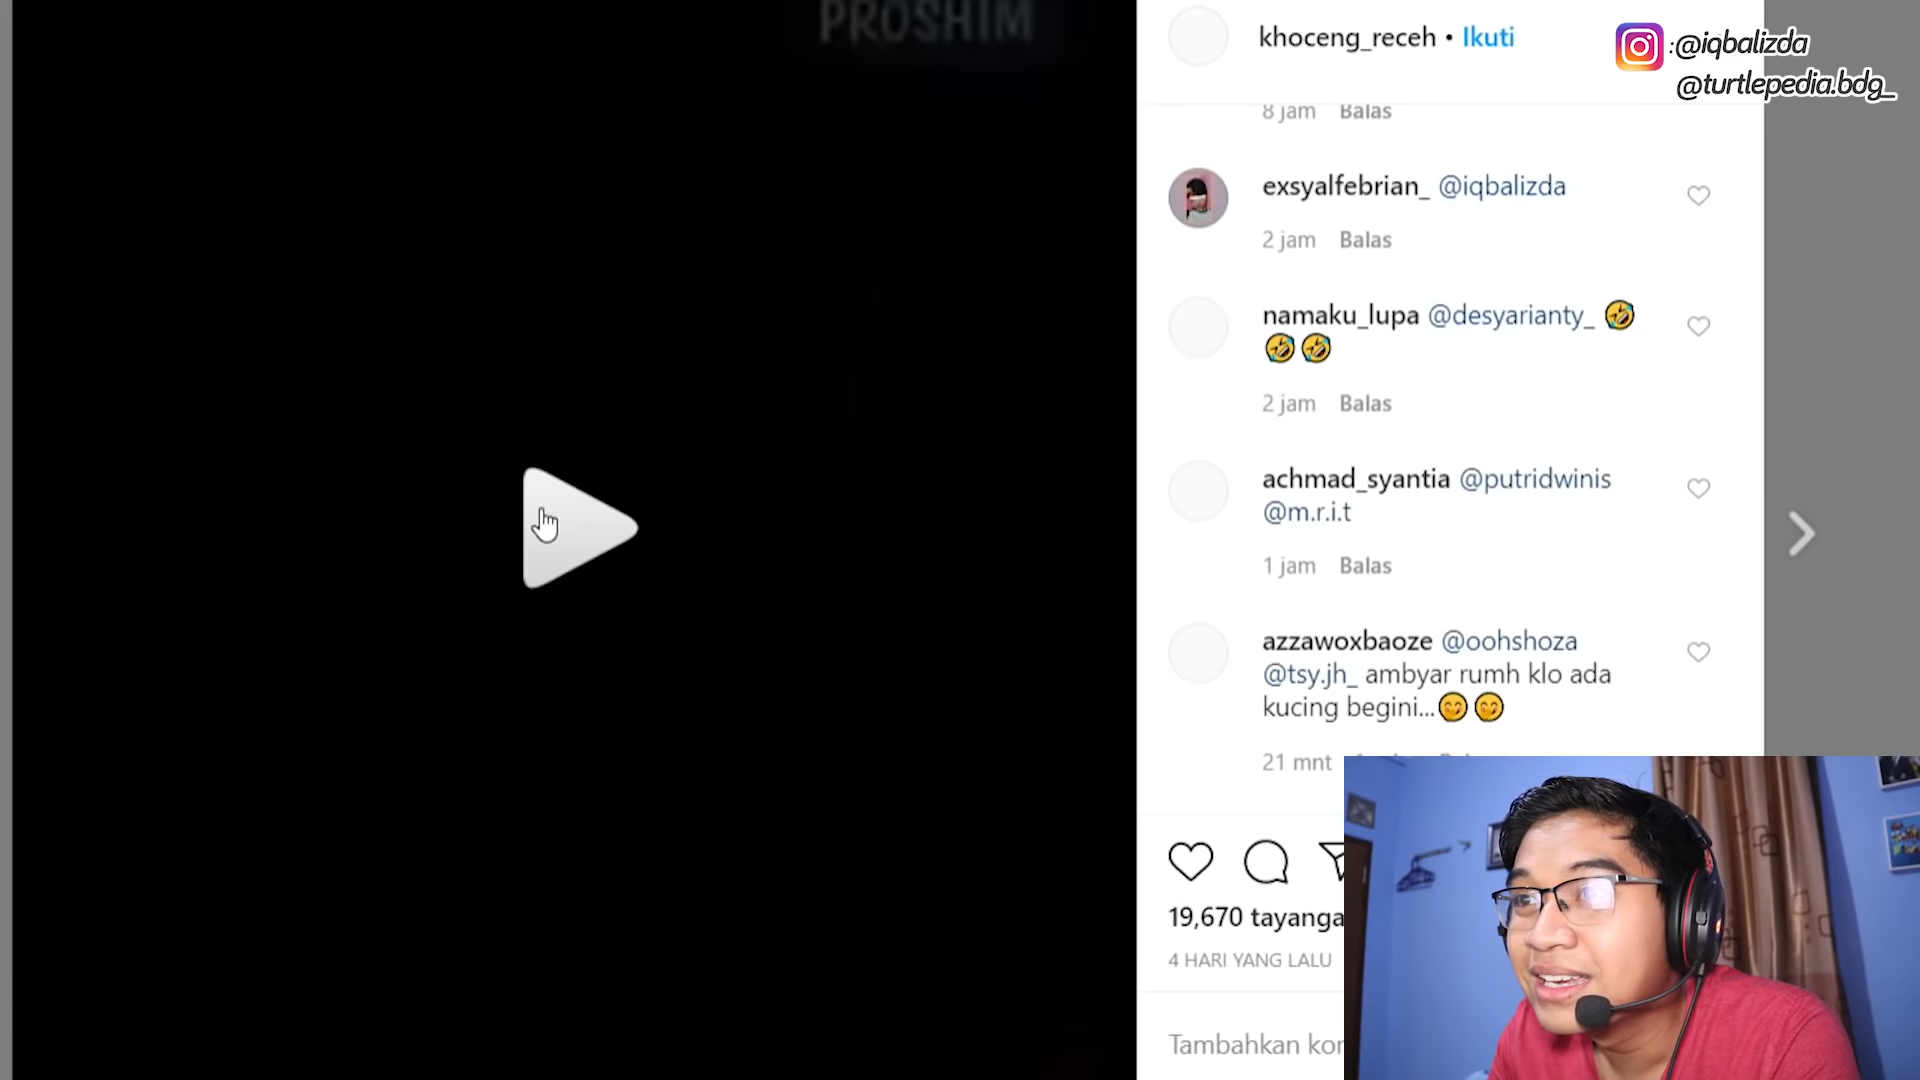 PROSHIM
khoceng_receh • Ikuti
:@iqbalizda
@turtlepedia.bdg_
8 jam Balas
exsyalfebrian_ @iqbalizda
2 jam Balas
namaku_lupa @desyarianty_ 🤣
🤣🤣
2 jam Balas
achmad_syantia @putridwinis
@m.r.i.t
1 jam Balas
azzawoxbaoze @oohshoza
@tsy.jh_ ambyar rumh klo ada
kucing begini...🤭🤭
21 mnt
19,670 tayanga
4 HARI YANG LALU
Tambahkan kor